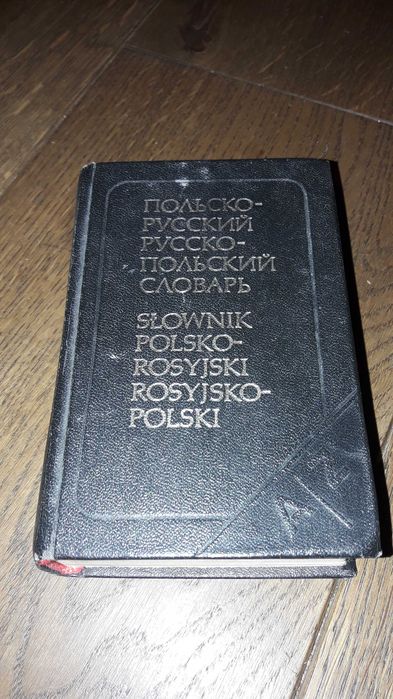 ПОЛЬСКО-
РУССКИЙ
РУССКО-
ПОЛЬСКИЙ
СЛОВАРЬ
SŁOWNIK
POLSKO-
ROSYJSKI
ROSYJSKO-
POLSKI